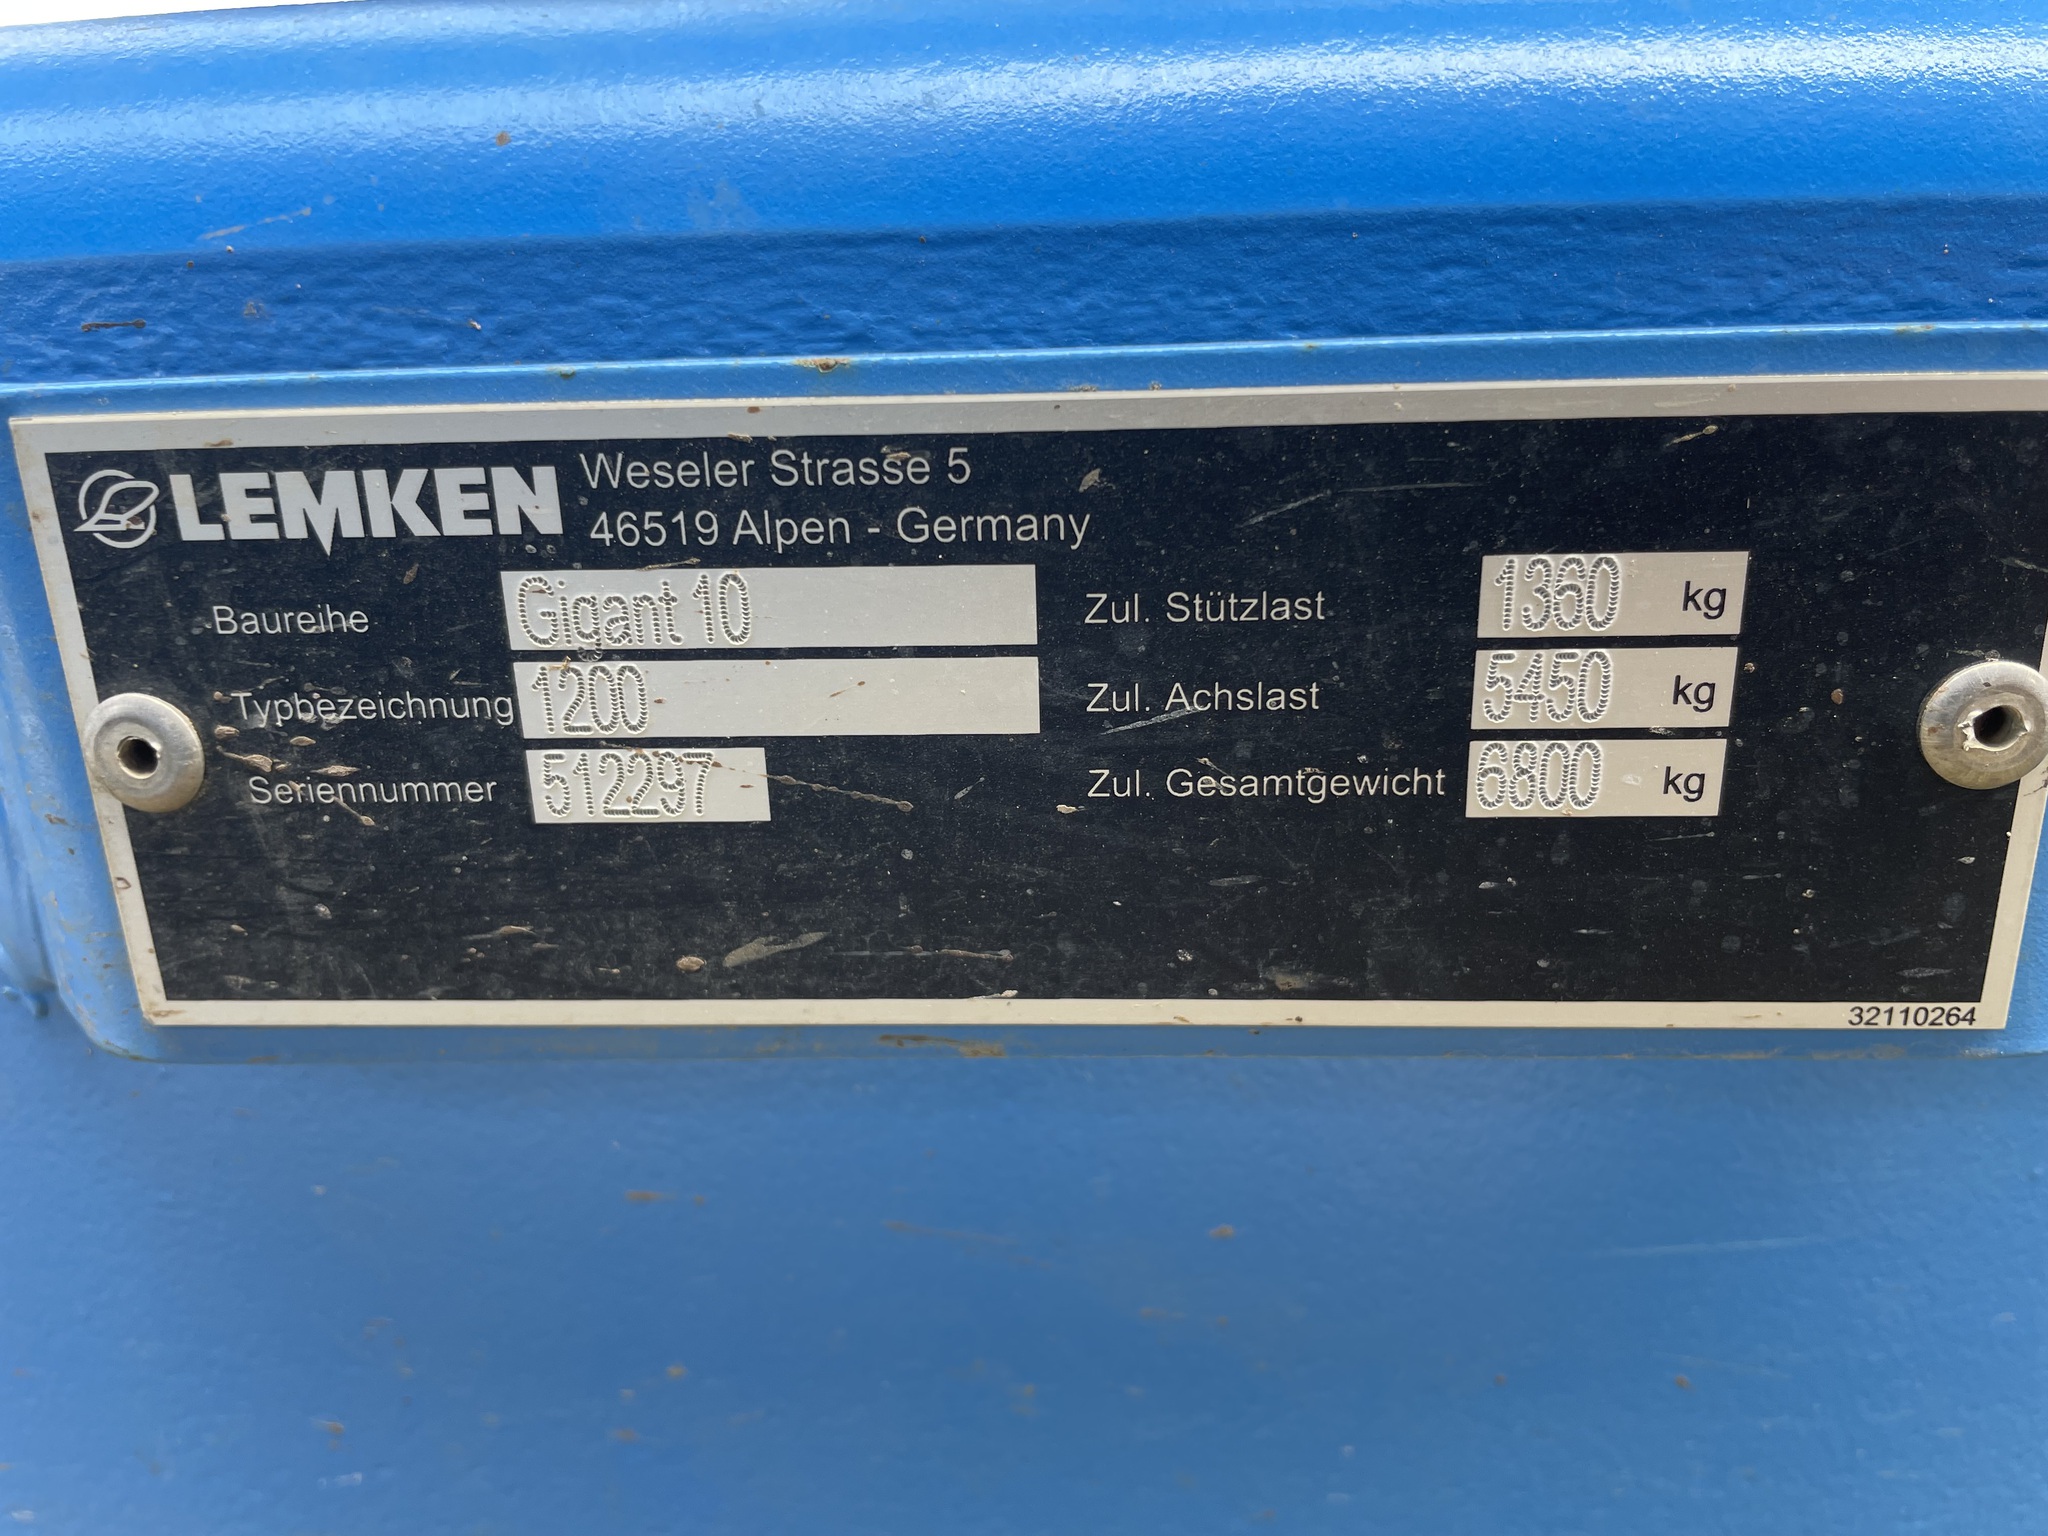 LEMKEN Weseler Strasse 5
46519 Alpen - Germany
Baureihe Gigant 10 Zul. Stützlast 1360 kg
Typbezeichnung 1200 Zul. Achslast 5450 kg
Seriennummer 512297 Zul. Gesamtgewicht 6800 kg
32110264